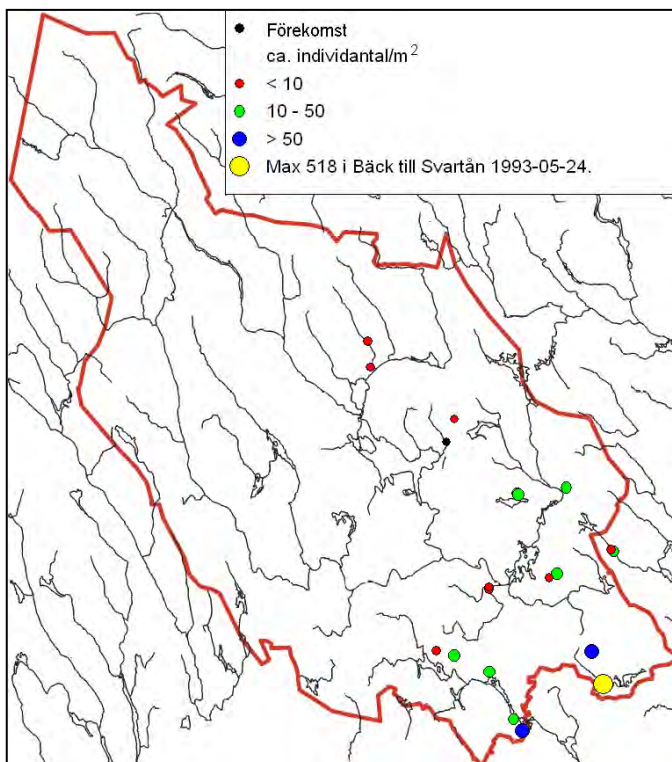 Förekomst
ca. individantal/m²
< 10
10 - 50
> 50
Max 518 i Bäck till Svartån 1993-05-24.